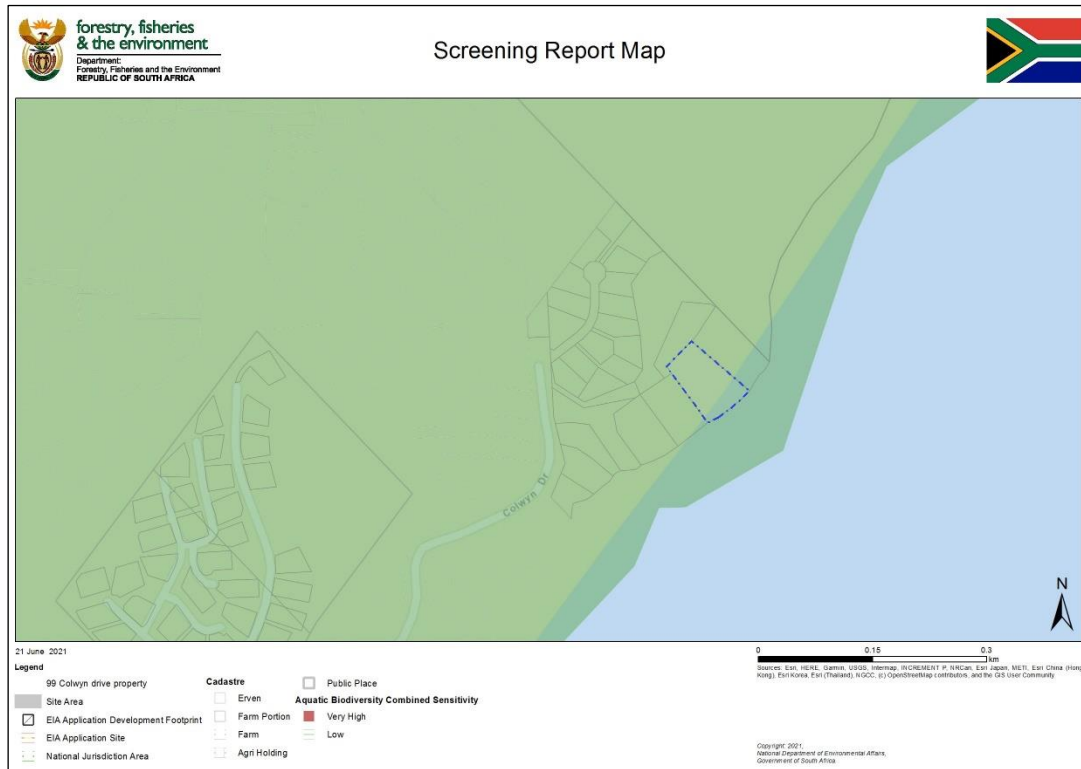 forestry, fisheries
& the environment
Department:
Forestry, Fisheries and the Environment
REPUBLIC OF SOUTH AFRICA
Screening Report Map
Colwyn Dr
N
21 June 2021
Legend
99 Colwyn drive property
Site Area
EIA Application Development Footprint
EIA Application Site
National Jurisdiction Area
Cadastre
Erven
Farm Portion
Farm
Agri Holding
Public Place
Aquatic Biodiversity Combined Sensitivity
Very High
Low
0 0.15 0.3
km
Sources: Esri, HERE, Garmin, USGS, Intermap, INCREMENT P, NRCan, Esri Japan, METI, Esri China (Hong
Kong), Esri Korea, Esri (Thailand), NGCC, (c) OpenStreetMap contributors, and the GIS User Community
Copyright: 2021,
National Department of Environmental Affairs,
Government of South Africa.